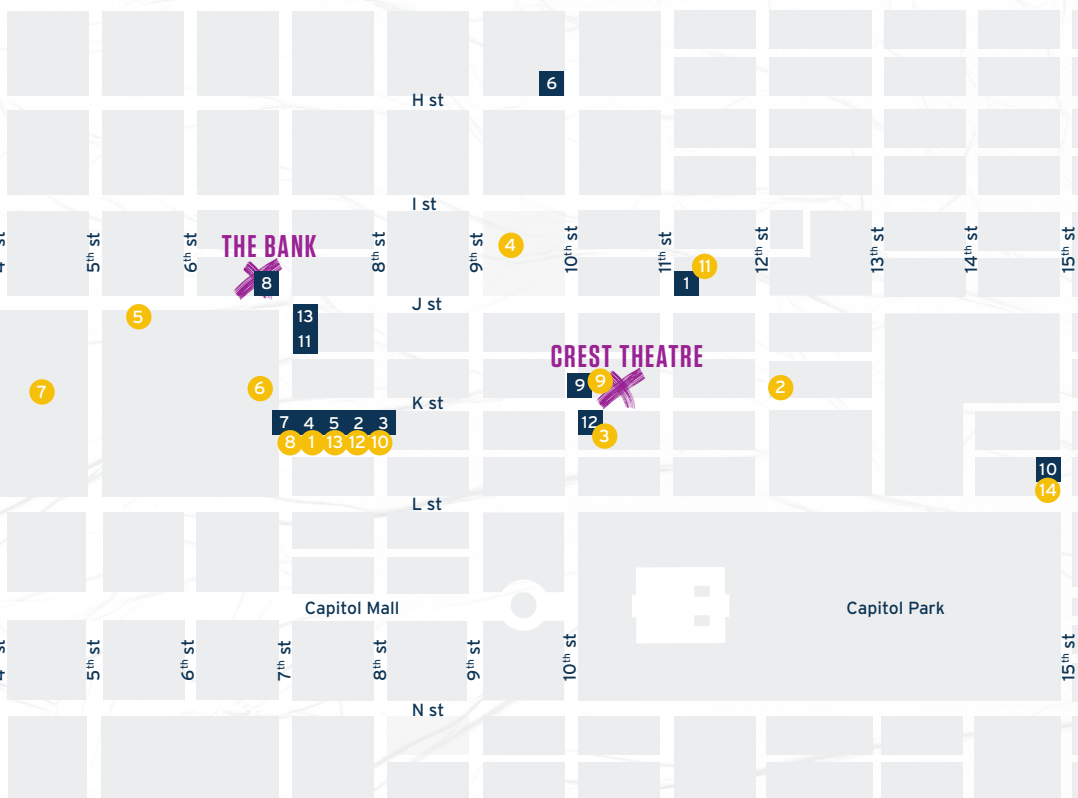 6
H st
I st
4 st
5th st
6th st
THE BANK
8
8th st
9th st
4
10th st
11th st
11
1
12th st
13th st
14th st
15th st
5
13
11
J st
CREST THEATRE
7
6
9
9
2
K st
7 4 5 2 3
8 1 13 12 10
12
3
10
14
L st
Capitol Mall
Capitol Park
4 st
5th st
6th st
7th st
8th st
9th st
10th st
15th st
N st